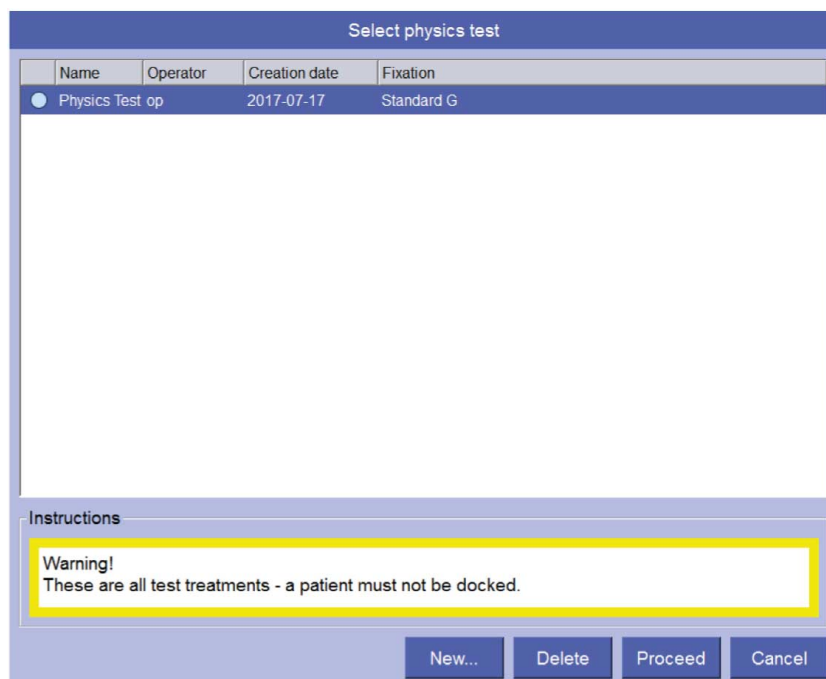 Select physics test
Name Operator Creation date Fixation
Physics Test op 2017-07-17 Standard G
Instructions
Warning!
These are all test treatments - a patient must not be docked.
New... Delete Proceed Cancel